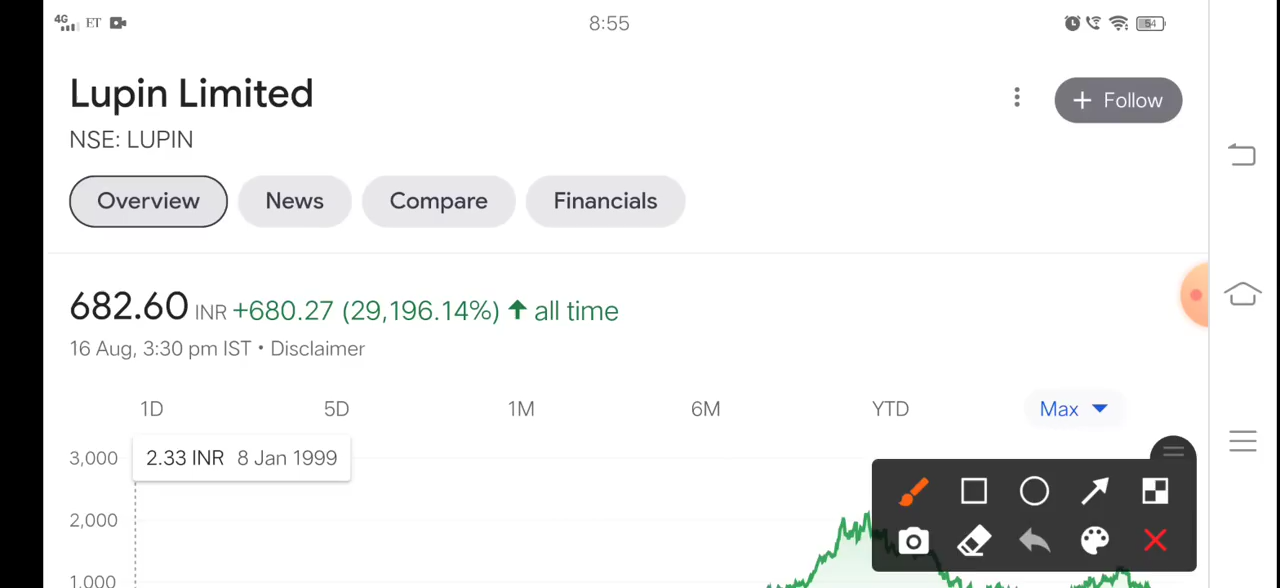 4G ET 8:55 54
Lupin Limited
+ Follow
NSE: LUPIN
Overview News Compare Financials
682.60 INR +680.27 (29,196.14%) ↑ all time
16 Aug, 3:30 pm IST • Disclaimer
1D 5D 1M 6M YTD Max
3,000 2.33 INR 8 Jan 1999
2,000
1,000